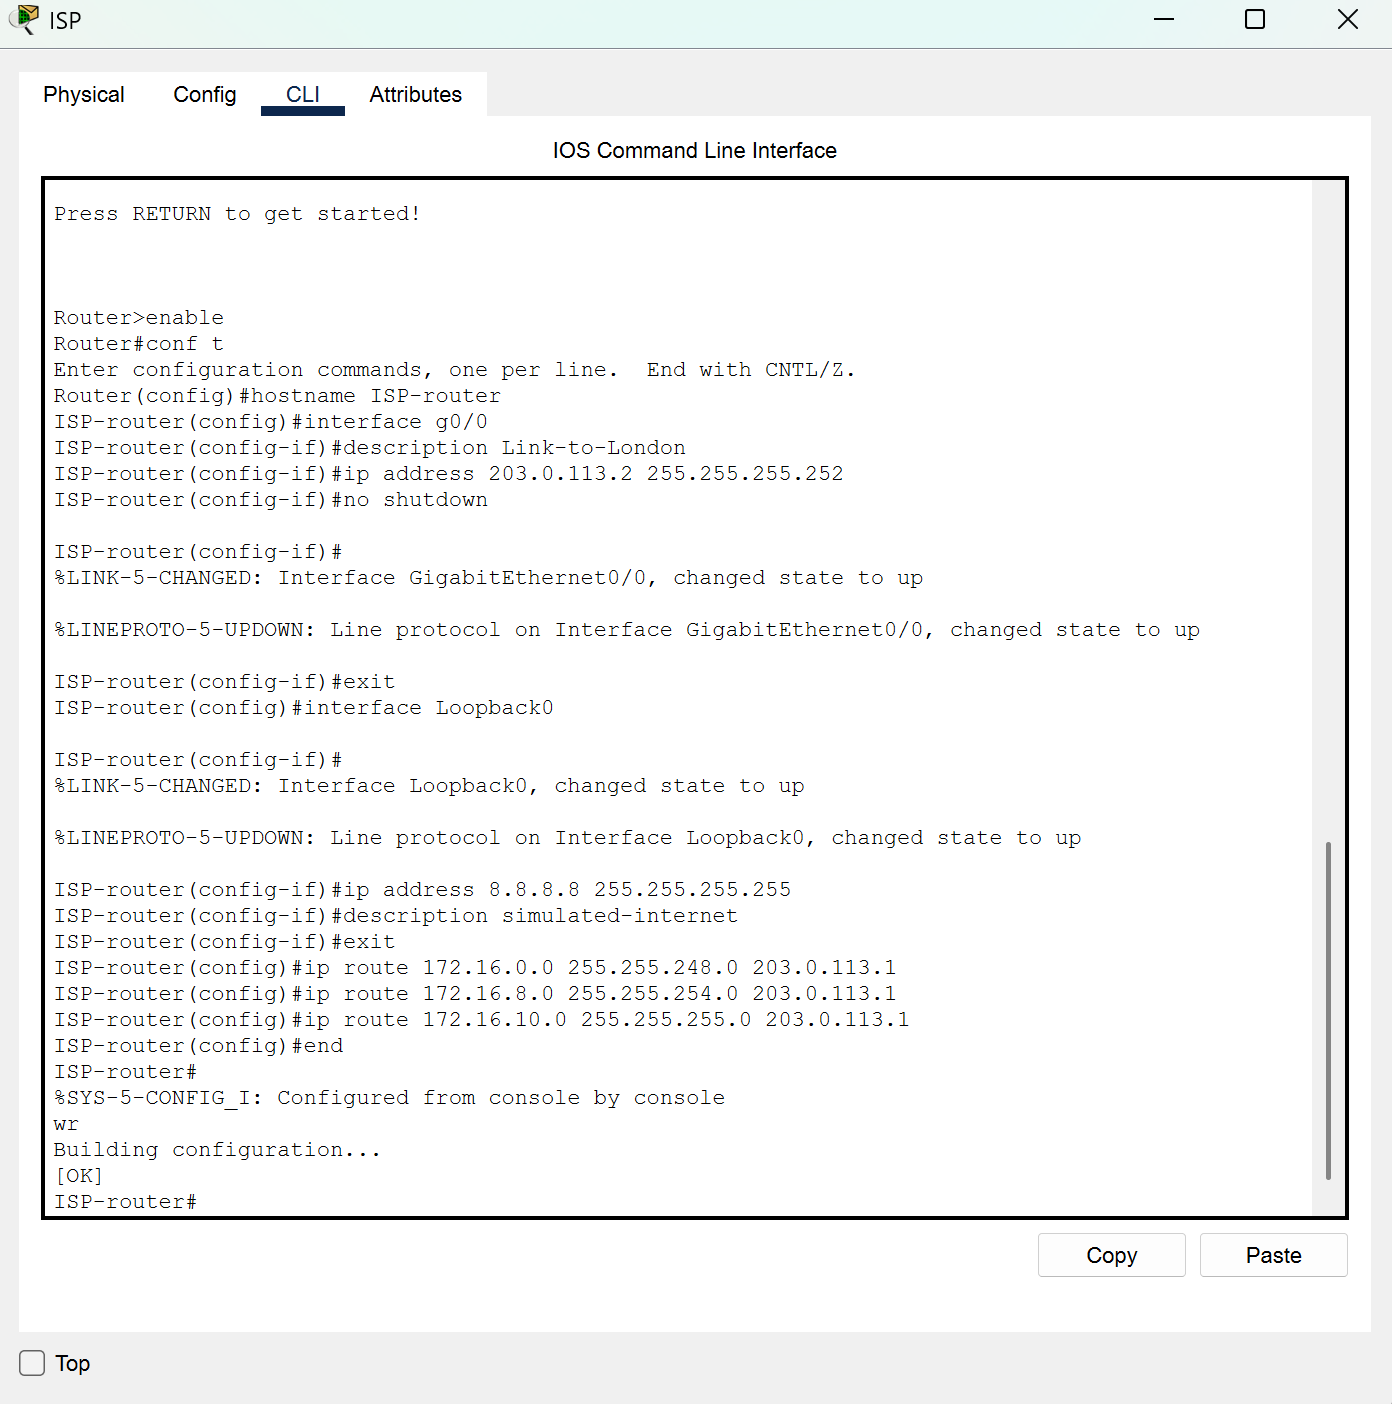 ISP
Physical Config CLI Attributes
IOS Command Line Interface
Press RETURN to get started!
Router>enable
Router#conf t
Enter configuration commands, one per line.  End with CNTL/Z.
Router(config)#hostname ISP-router
ISP-router(config)#interface g0/0
ISP-router(config-if)#description Link-to-London
ISP-router(config-if)#ip address 203.0.113.2 255.255.255.252
ISP-router(config-if)#no shutdown
ISP-router(config-if)#
%LINK-5-CHANGED: Interface GigabitEthernet0/0, changed state to up
%LINEPROTO-5-UPDOWN: Line protocol on Interface GigabitEthernet0/0, changed state to up
ISP-router(config-if)#exit
ISP-router(config)#interface Loopback0
ISP-router(config-if)#
%LINK-5-CHANGED: Interface Loopback0, changed state to up
%LINEPROTO-5-UPDOWN: Line protocol on Interface Loopback0, changed state to up
ISP-router(config-if)#ip address 8.8.8.8 255.255.255.255
ISP-router(config-if)#description simulated-internet
ISP-router(config-if)#exit
ISP-router(config)#ip route 172.16.0.0 255.255.248.0 203.0.113.1
ISP-router(config)#ip route 172.16.8.0 255.255.254.0 203.0.113.1
ISP-router(config)#ip route 172.16.10.0 255.255.255.0 203.0.113.1
ISP-router(config)#end
ISP-router#
%SYS-5-CONFIG_I: Configured from console by console
wr
Building configuration...
[OK]
ISP-router#
Copy Paste
Top